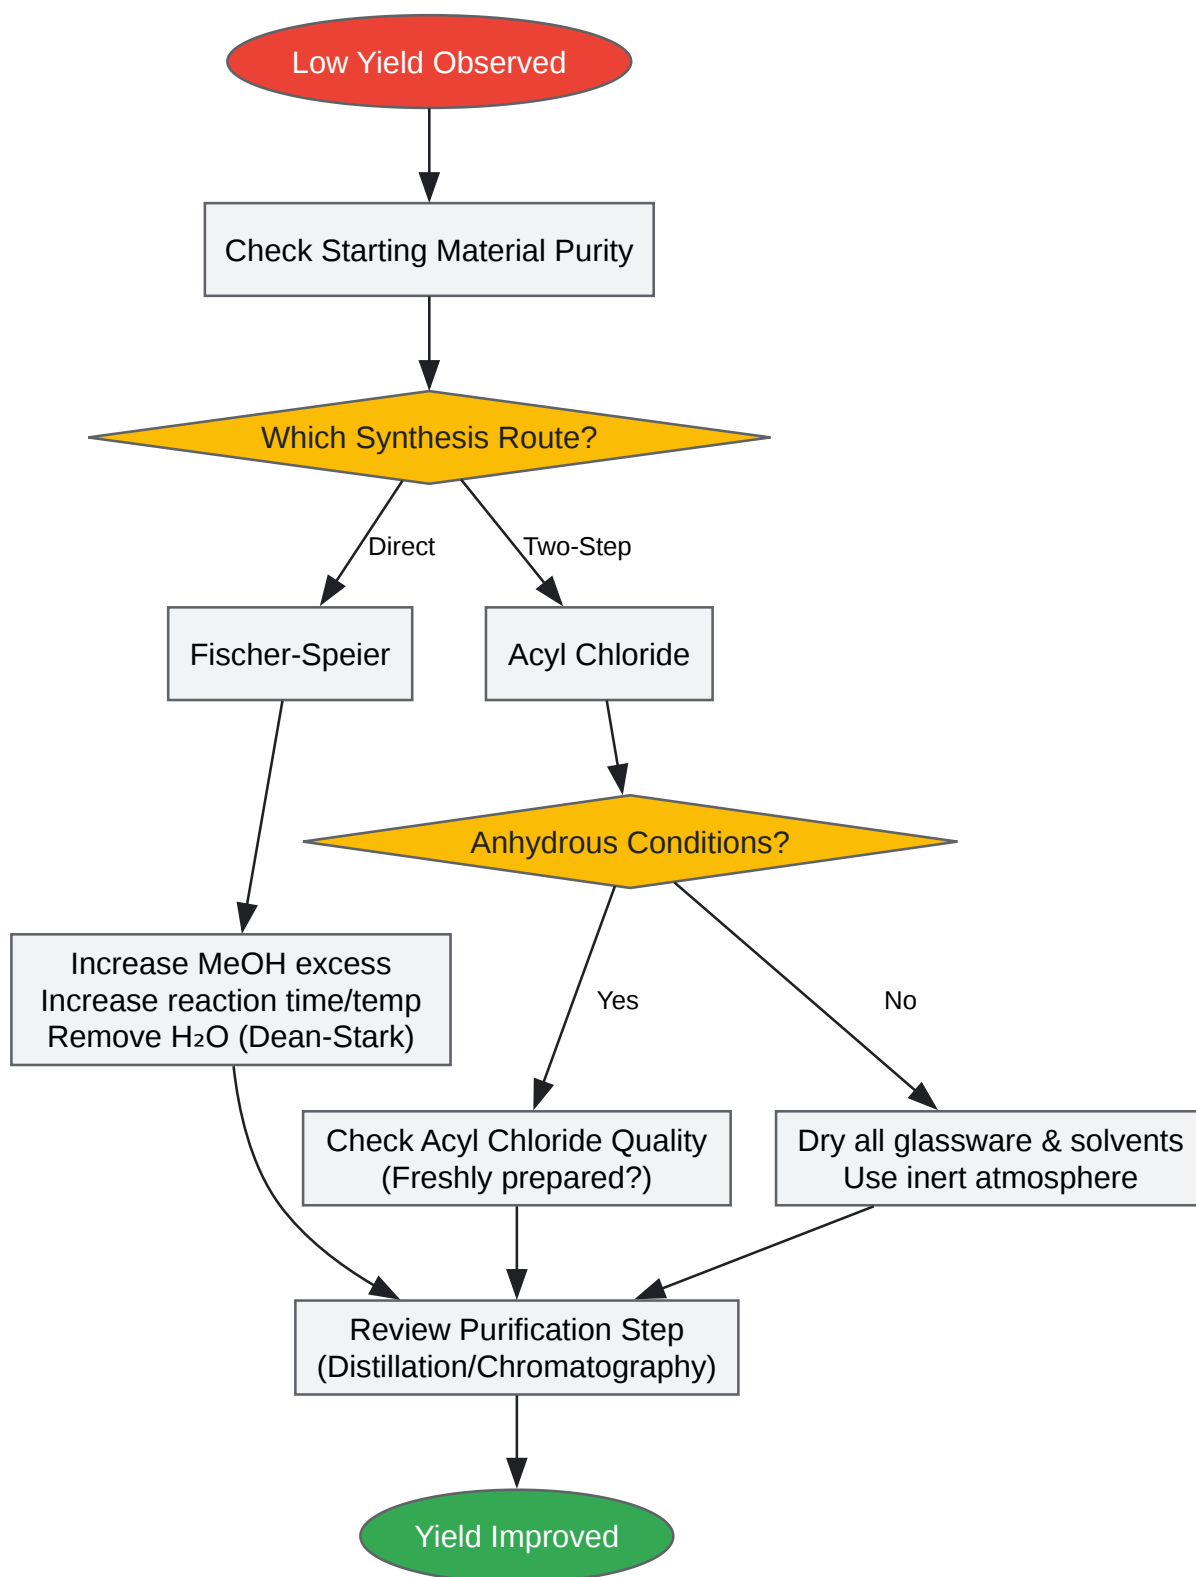 Low Yield Observed
Check Starting Material Purity
Which Synthesis Route?
Direct
Two-Step
Fischer-Speier
Acyl Chloride
Anhydrous Conditions?
Increase MeOH excess
Increase reaction time/temp
Remove H₂O (Dean-Stark)
Yes
No
Check Acyl Chloride Quality
(Freshly prepared?)
Dry all glassware & solvents
Use inert atmosphere
Review Purification Step
(Distillation/Chromatography)
Yield Improved